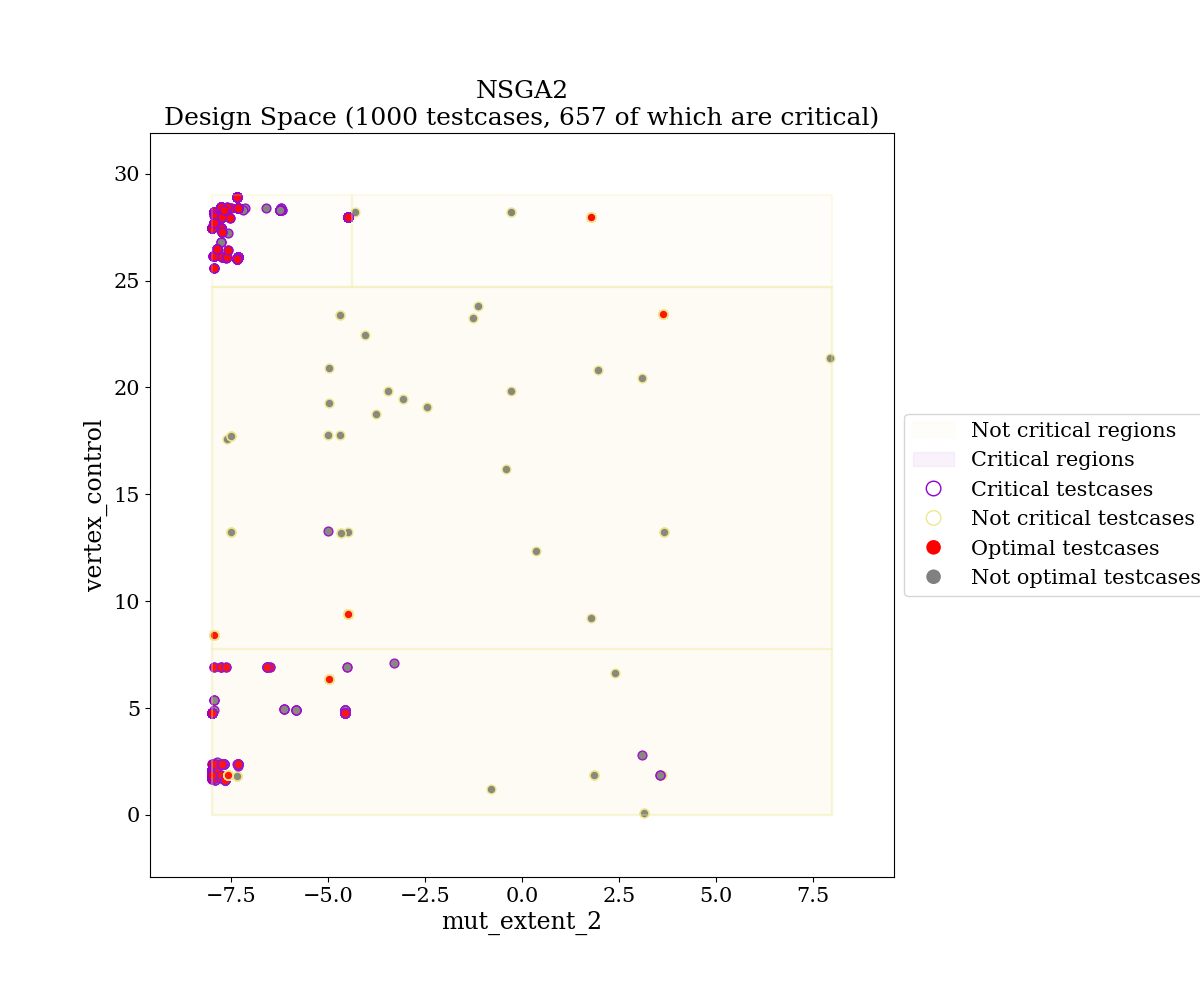 NSGA2
Design Space (1000 testcases, 657 of which are critical)
30
25
20
15
10
5
0
vertex_control
−7.5
−5.0
−2.5
0.0
2.5
5.0
7.5
mut_extent_2
Not critical regions
Critical regions
Critical testcases
Not critical testcases
Optimal testcases
Not optimal testcases